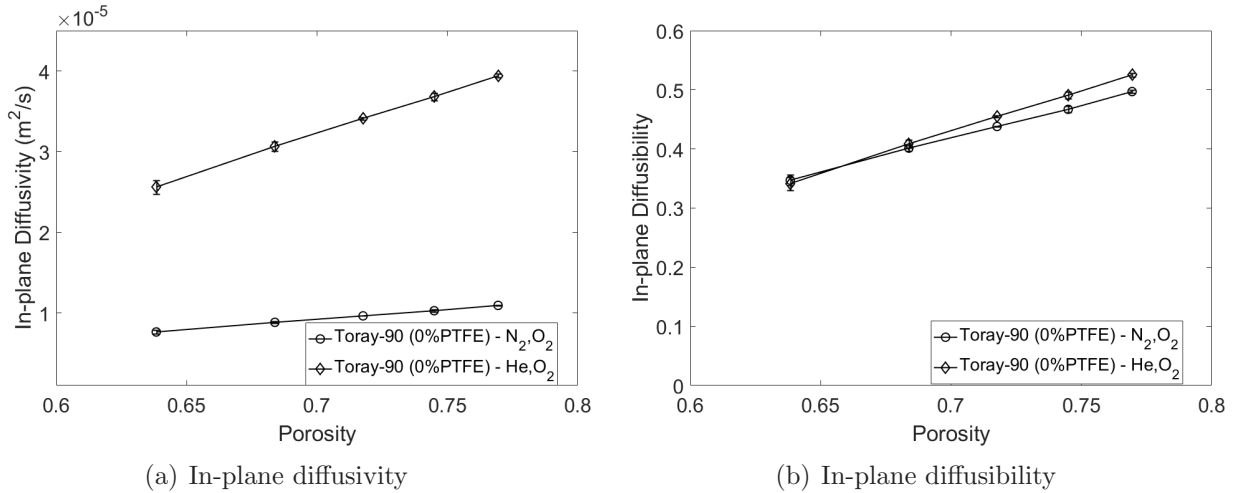 ×10⁻⁵
4
3
2
1
In-plane Diffusivity (m²/s)
Toray-90 (0%PTFE) - N₂,O₂
Toray-90 (0%PTFE) - He,O₂
0.6 0.65 0.7 0.75 0.8
Porosity
(a) In-plane diffusivity
0.6
0.5
0.4
0.3
0.2
0.1
0
In-plane Diffusibility
Toray-90 (0%PTFE) - N₂,O₂
Toray-90 (0%PTFE) - He,O₂
0.6 0.65 0.7 0.75 0.8
Porosity
(b) In-plane diffusibility